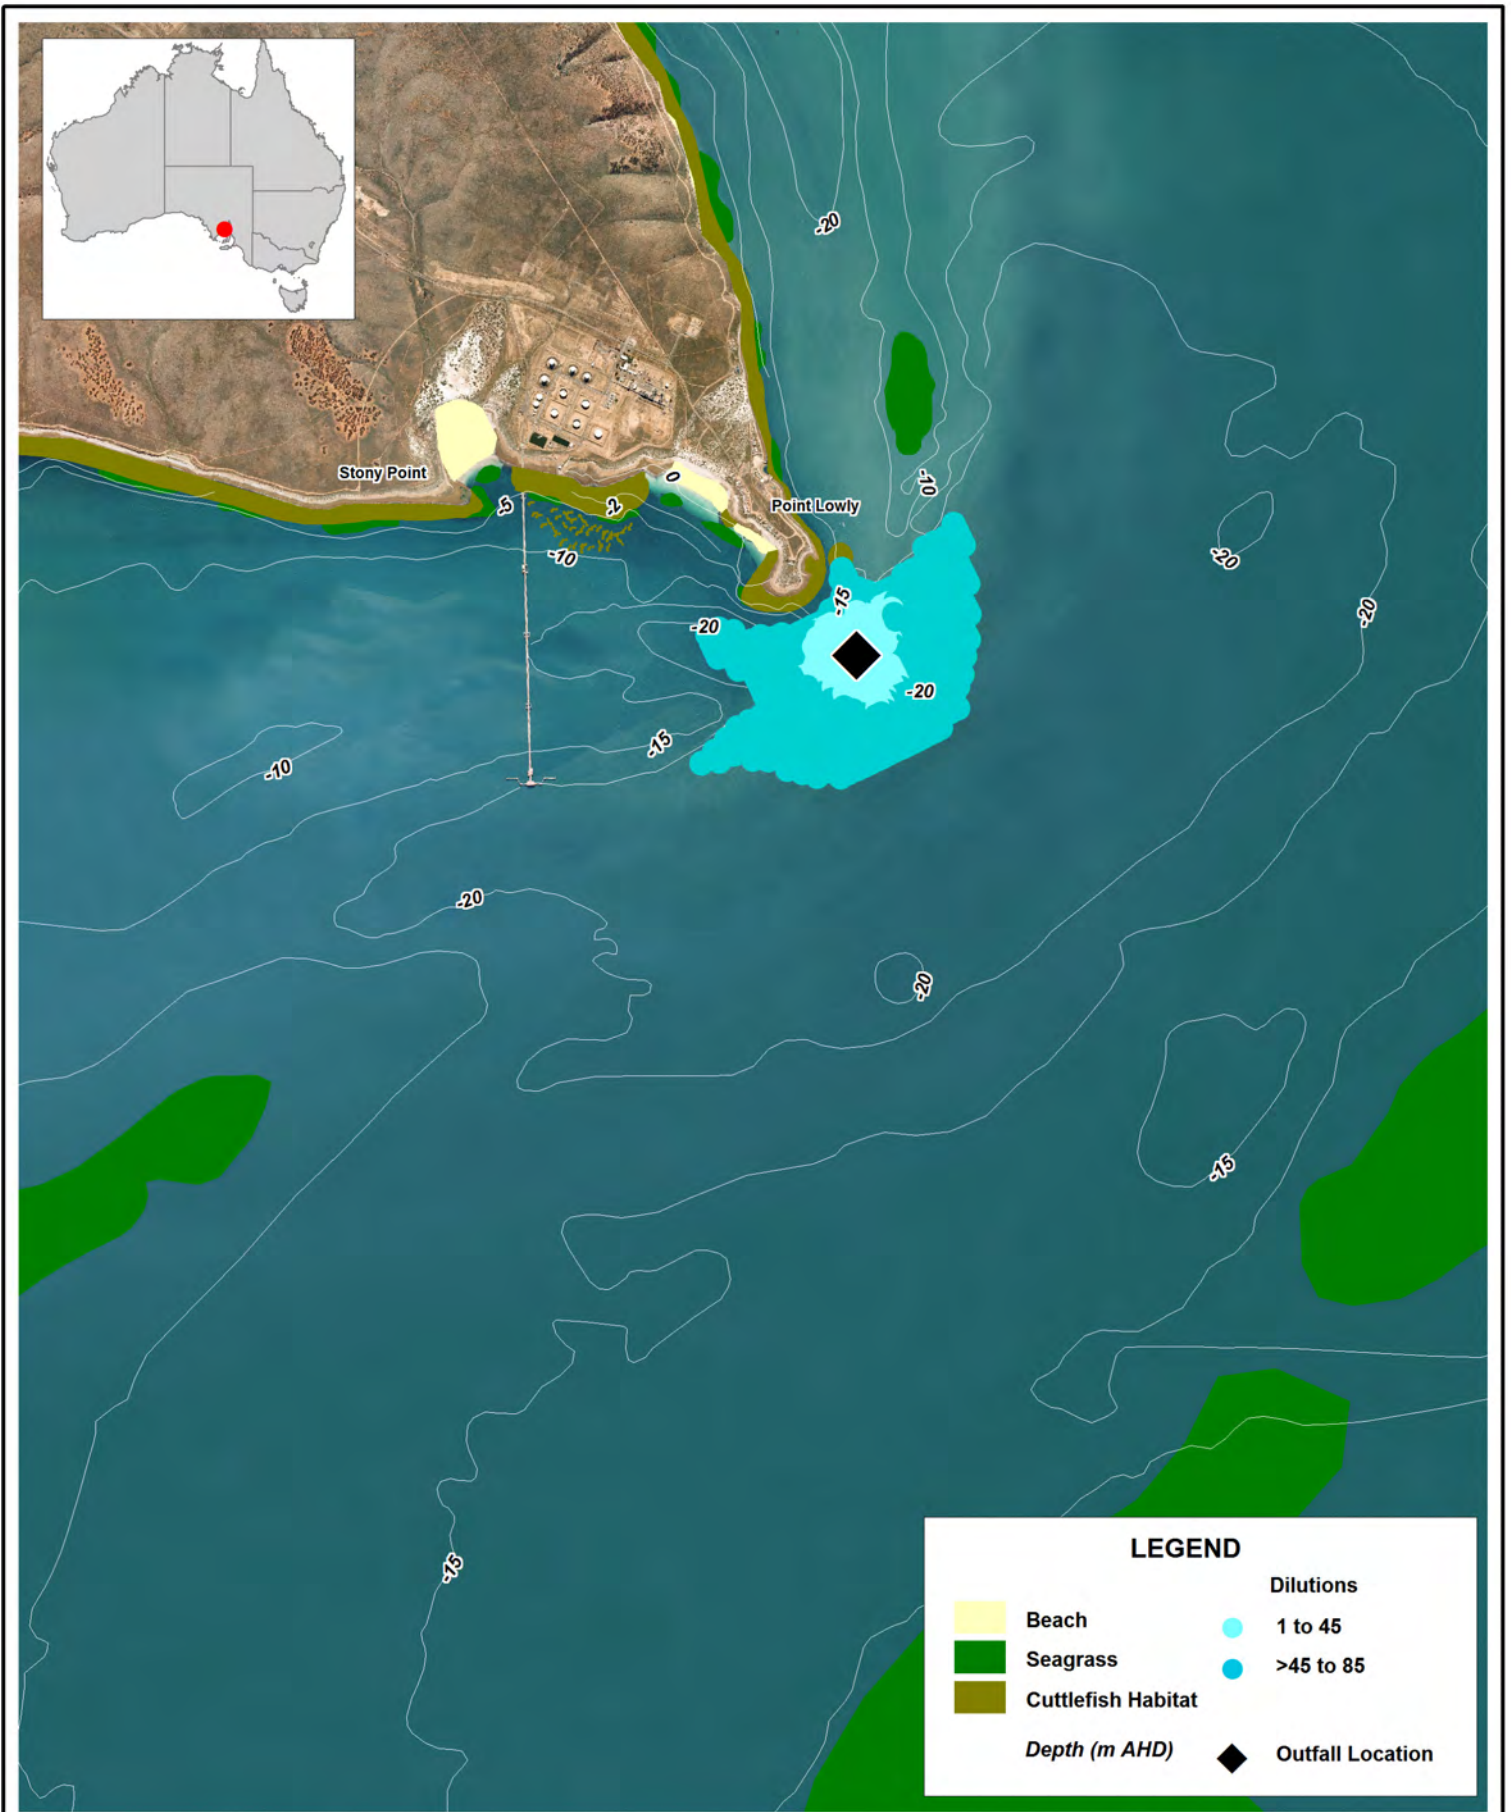 -20
Stony Point
0
-10
-5
-2
Point Lowly
-10
-20
-15
-20
-20
-20
-15
-10
-20
-20
-15
-15
LEGEND
Dilutions
Beach
1 to 45
Seagrass
>45 to 85
Cuttlefish Habitat
Depth (m AHD)
Outfall Location